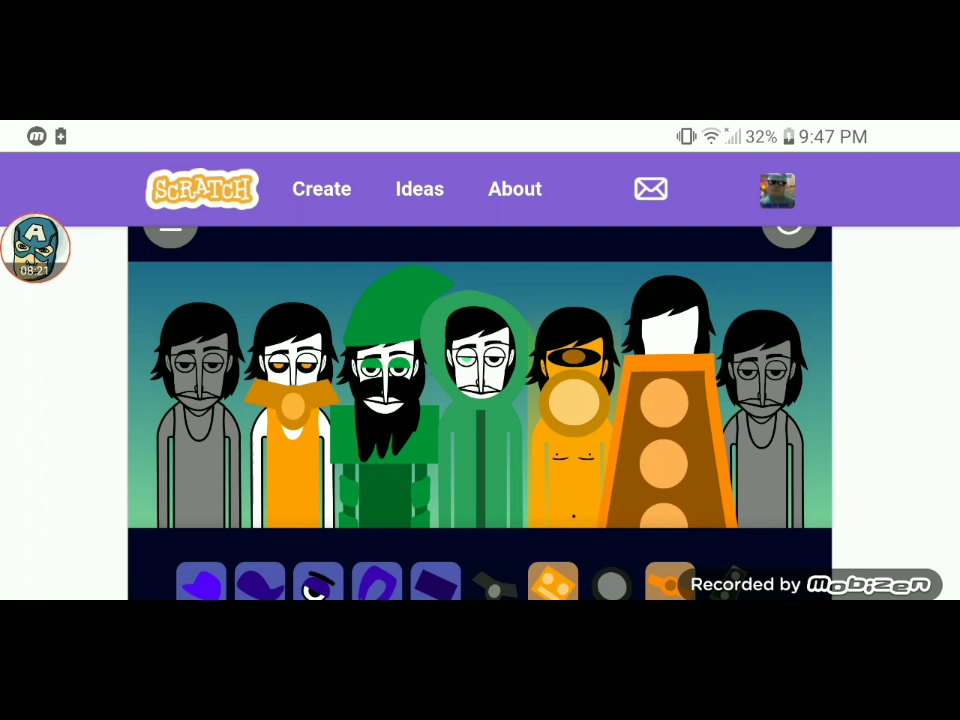 32% 9:47 PM
SCRATCH Create Ideas About
A
08:21
Recorded by mobizen